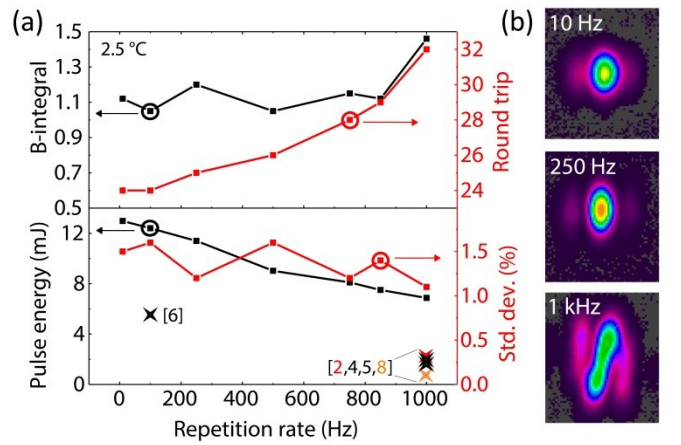 (a)
2.5 °C
1.5
1.3
1.1
0.9
0.7
0.5
B-integral
32
30
28
26
24
Round trip
12
8
4
0
Pulse energy (mJ)
1.5
1.0
0.5
0.0
Std. dev. (%)
[6]
[2,4,5,8]
0 200 400 600 800 1000
Repetition rate (Hz)
(b)
10 Hz
250 Hz
1 kHz